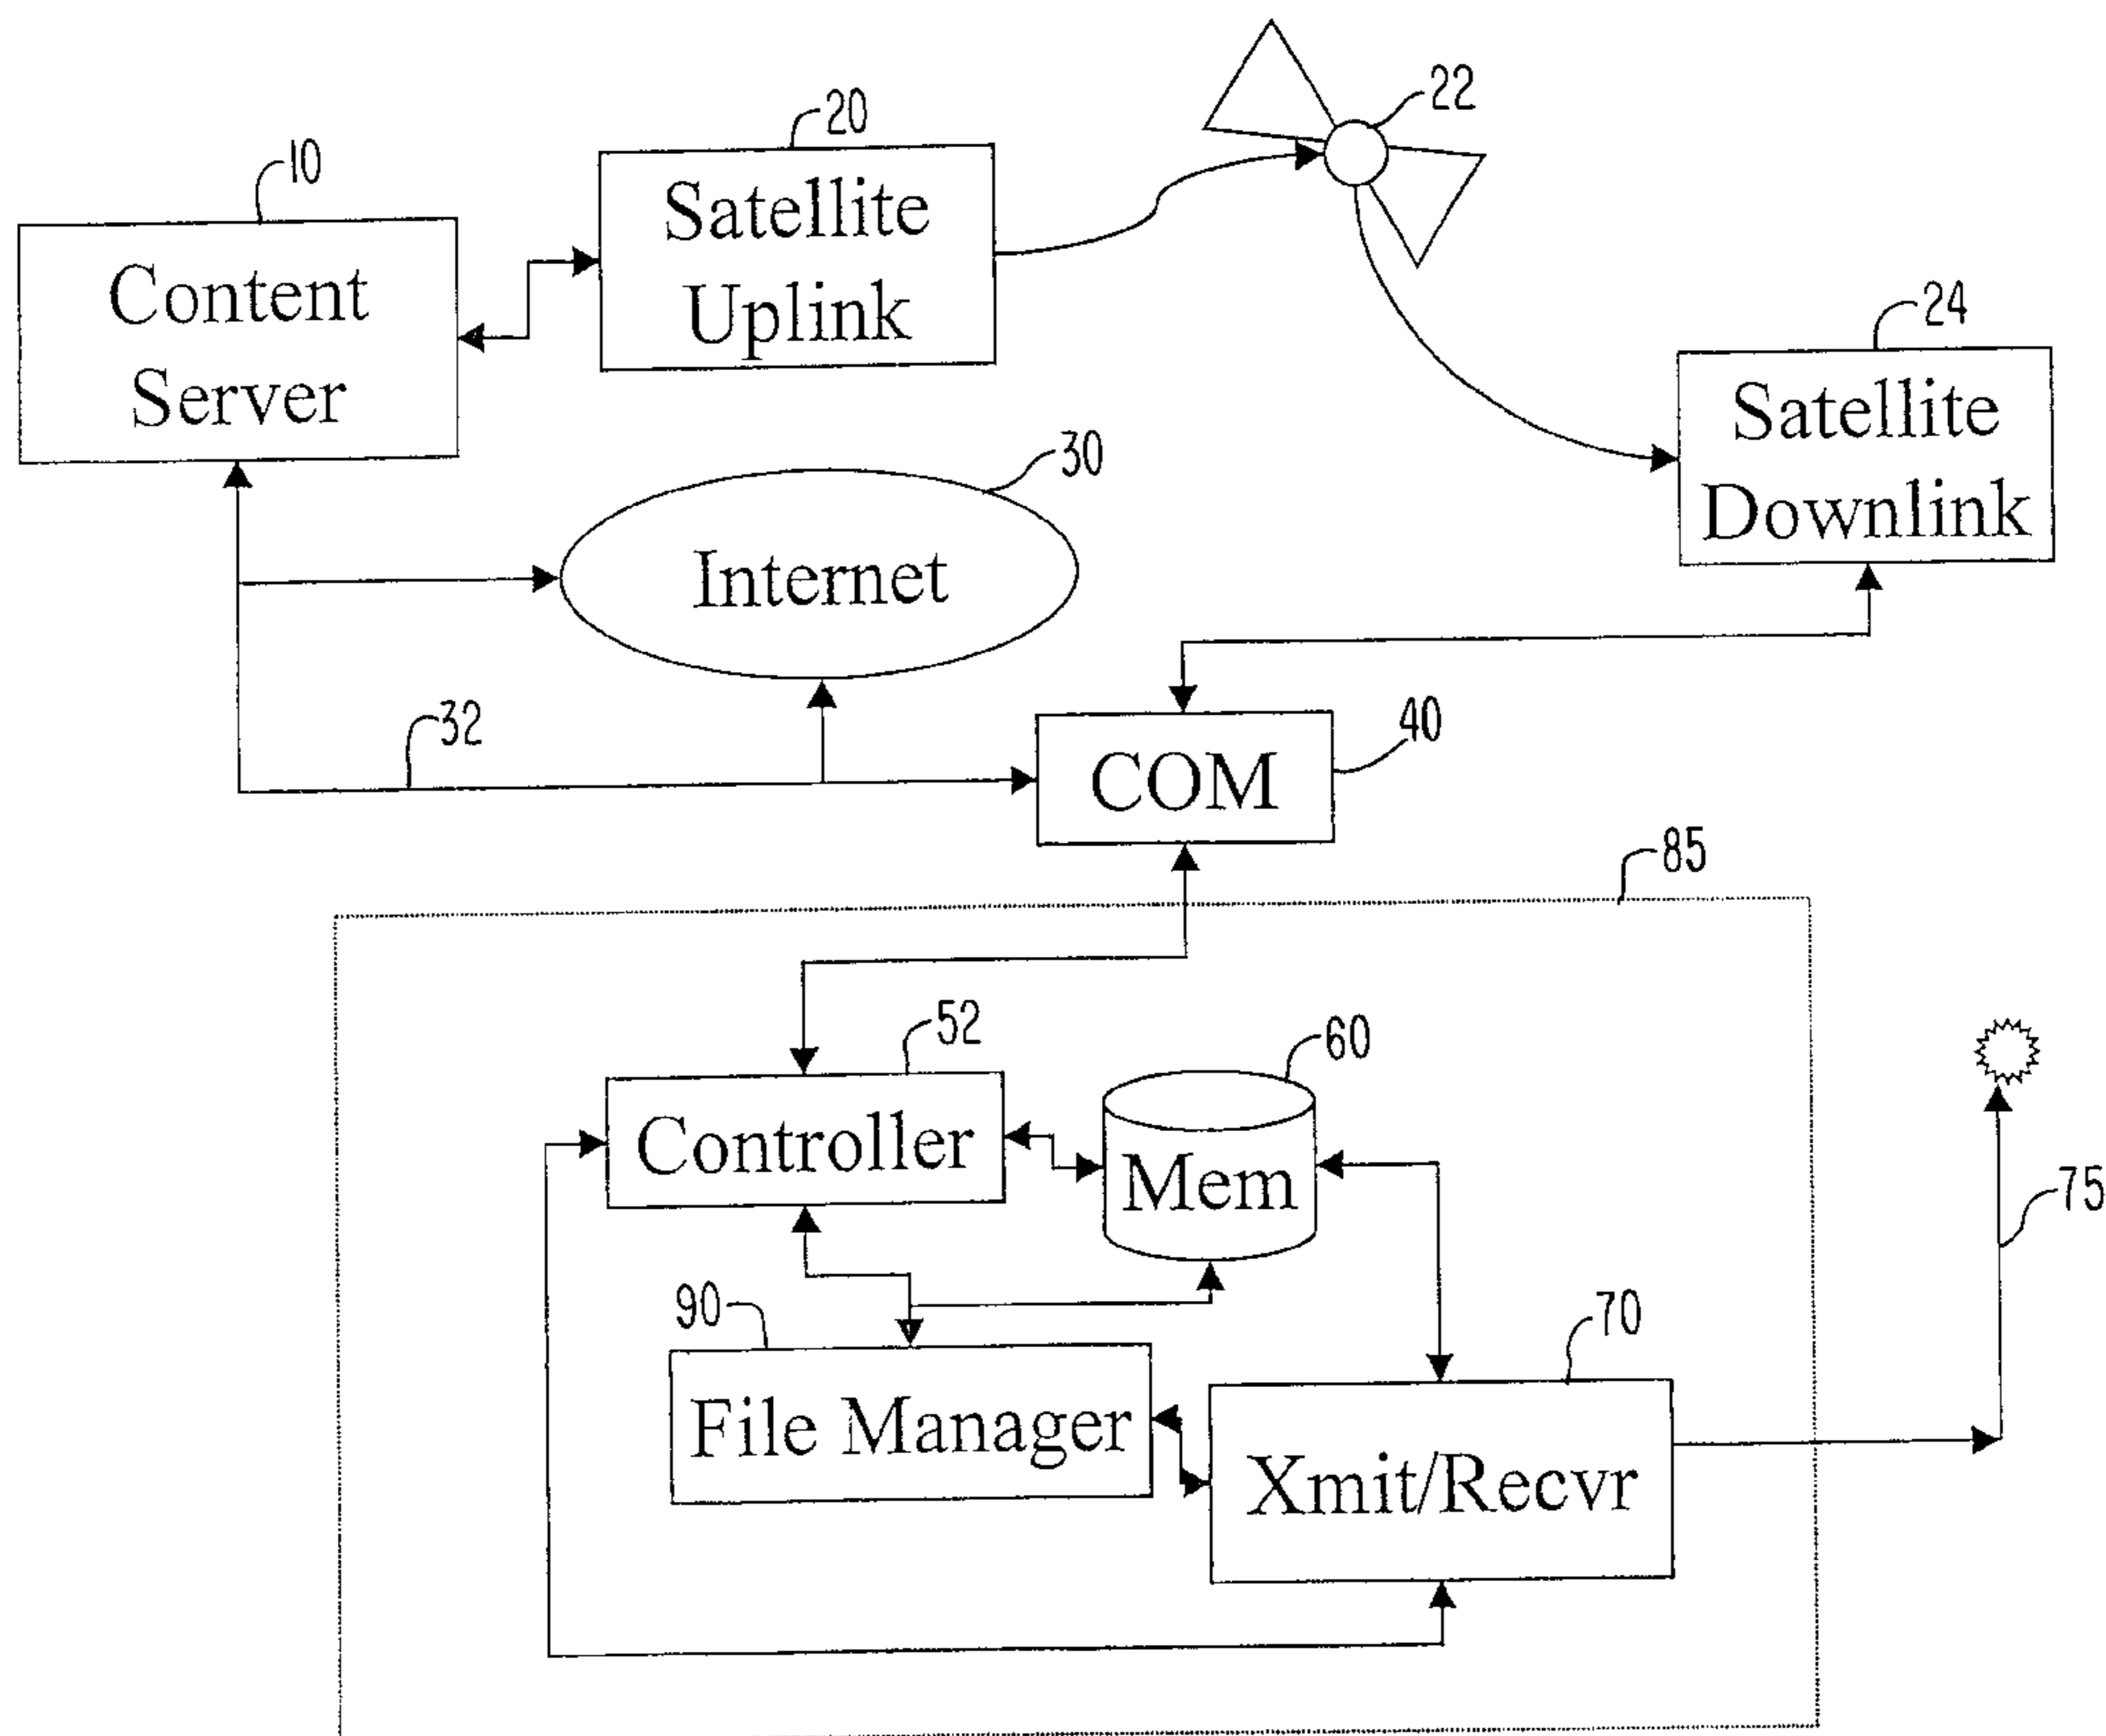 22
20
10
Satellite
Uplink
Content
Server
24
Satellite
Downlink
30
Internet
32
40
COM
85
52
60
Controller
Mem
75
90
70
File Manager
Xmit/Recvr